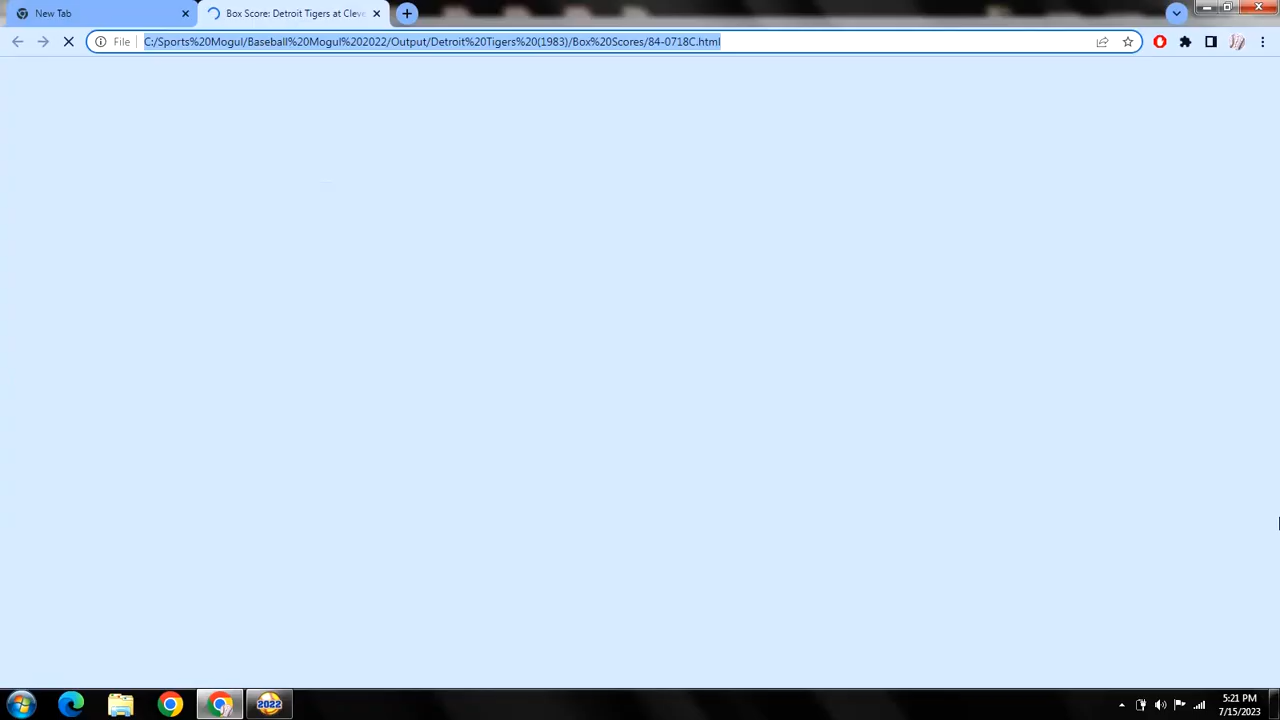 New Tab
Box Score: Detroit Tigers at Cleve
File
C:/Sports%20Mogul/Baseball%20Mogul%202022/Output/Detroit%20Tigers%20(1983)/Box%20Scores/84-0718C.html
2022
5:21 PM
7/15/2023